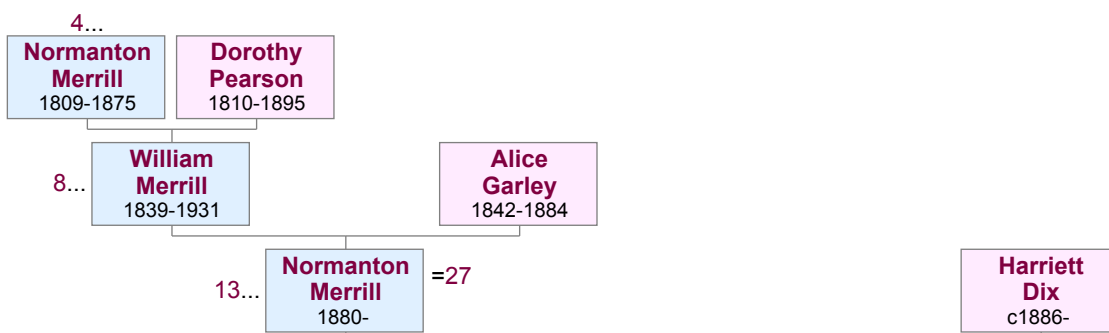 4...
Normanton
Merrill
1809-1875
Dorothy
Pearson
1810-1895
8...
William
Merrill
1839-1931
Alice
Garley
1842-1884
13...
Normanton
Merrill
1880-
=27
Harriett
Dix
c1886-